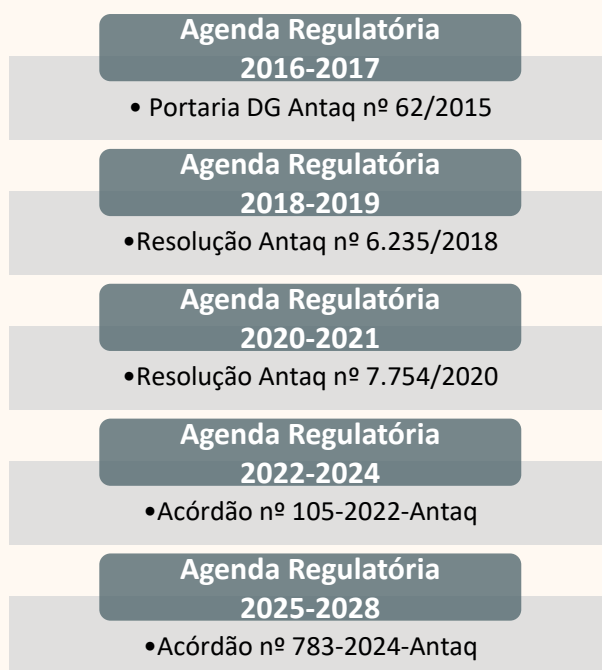 Agenda Regulatória
2016-2017
• Portaria DG Antaq nº 62/2015
Agenda Regulatória
2018-2019
•Resolução Antaq nº 6.235/2018
Agenda Regulatória
2020-2021
•Resolução Antaq nº 7.754/2020
Agenda Regulatória
2022-2024
•Acórdão nº 105-2022-Antaq
Agenda Regulatória
2025-2028
•Acórdão nº 783-2024-Antaq